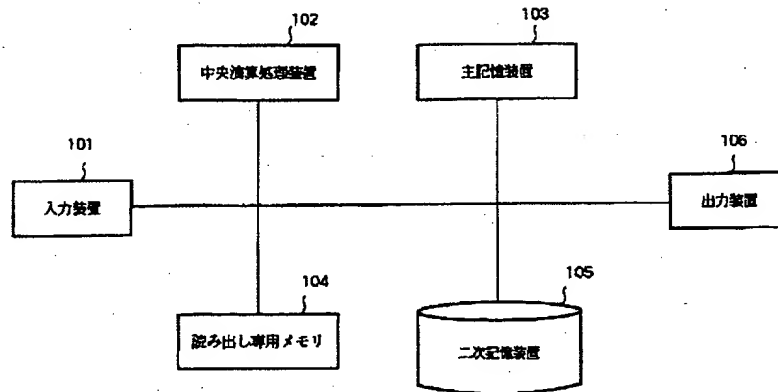 102
中央演算処理装置
103
主記憶装置
101
入力装置
106
出力装置
104
読み出し専用メモリ
105
二次記憶装置